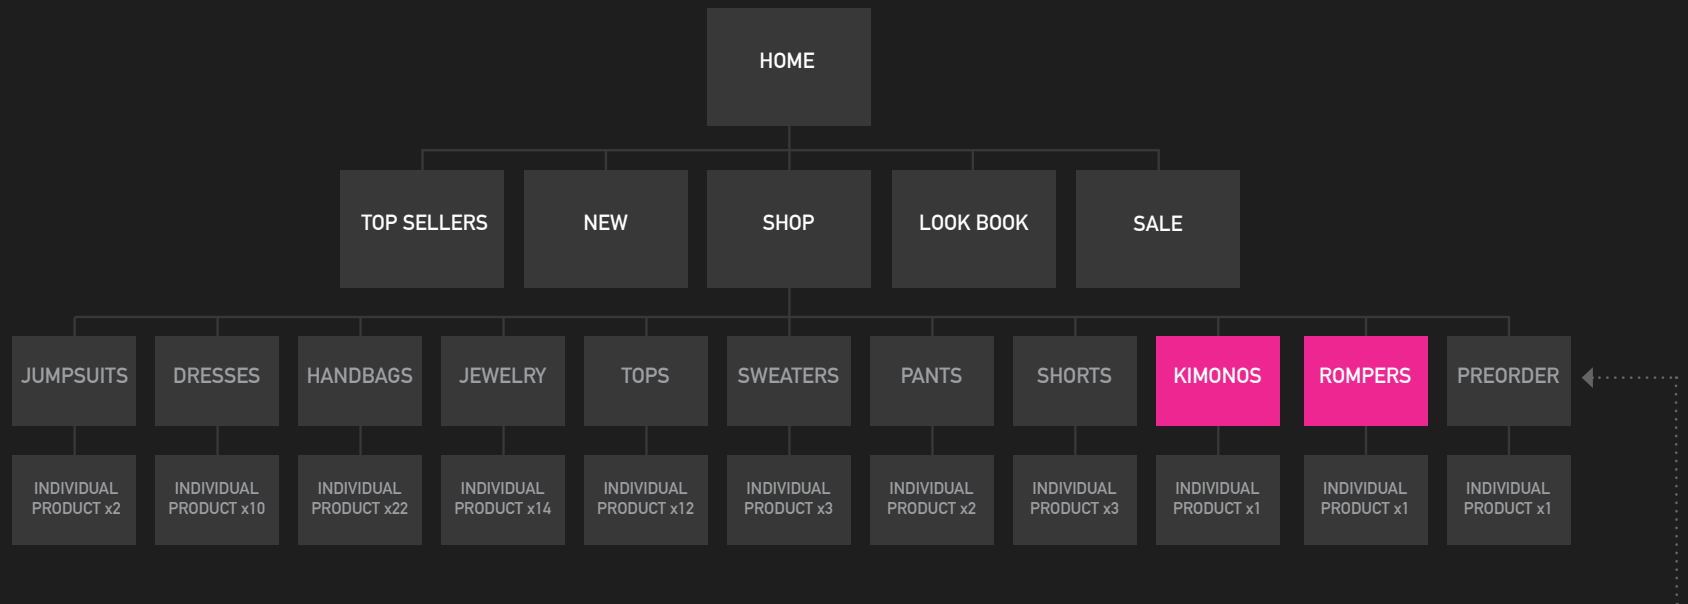 HOME
TOP SELLERS
NEW
SHOP
LOOK BOOK
SALE
JUMPSUITS
DRESSES
HANDBAGS
JEWELRY
TOPS
SWEATERS
PANTS
SHORTS
KIMONOS
ROMPERS
PREORDER
INDIVIDUAL
PRODUCT x2
INDIVIDUAL
PRODUCT x10
INDIVIDUAL
PRODUCT x22
INDIVIDUAL
PRODUCT x14
INDIVIDUAL
PRODUCT x12
INDIVIDUAL
PRODUCT x3
INDIVIDUAL
PRODUCT x2
INDIVIDUAL
PRODUCT x3
INDIVIDUAL
PRODUCT x1
INDIVIDUAL
PRODUCT x1
INDIVIDUAL
PRODUCT x1